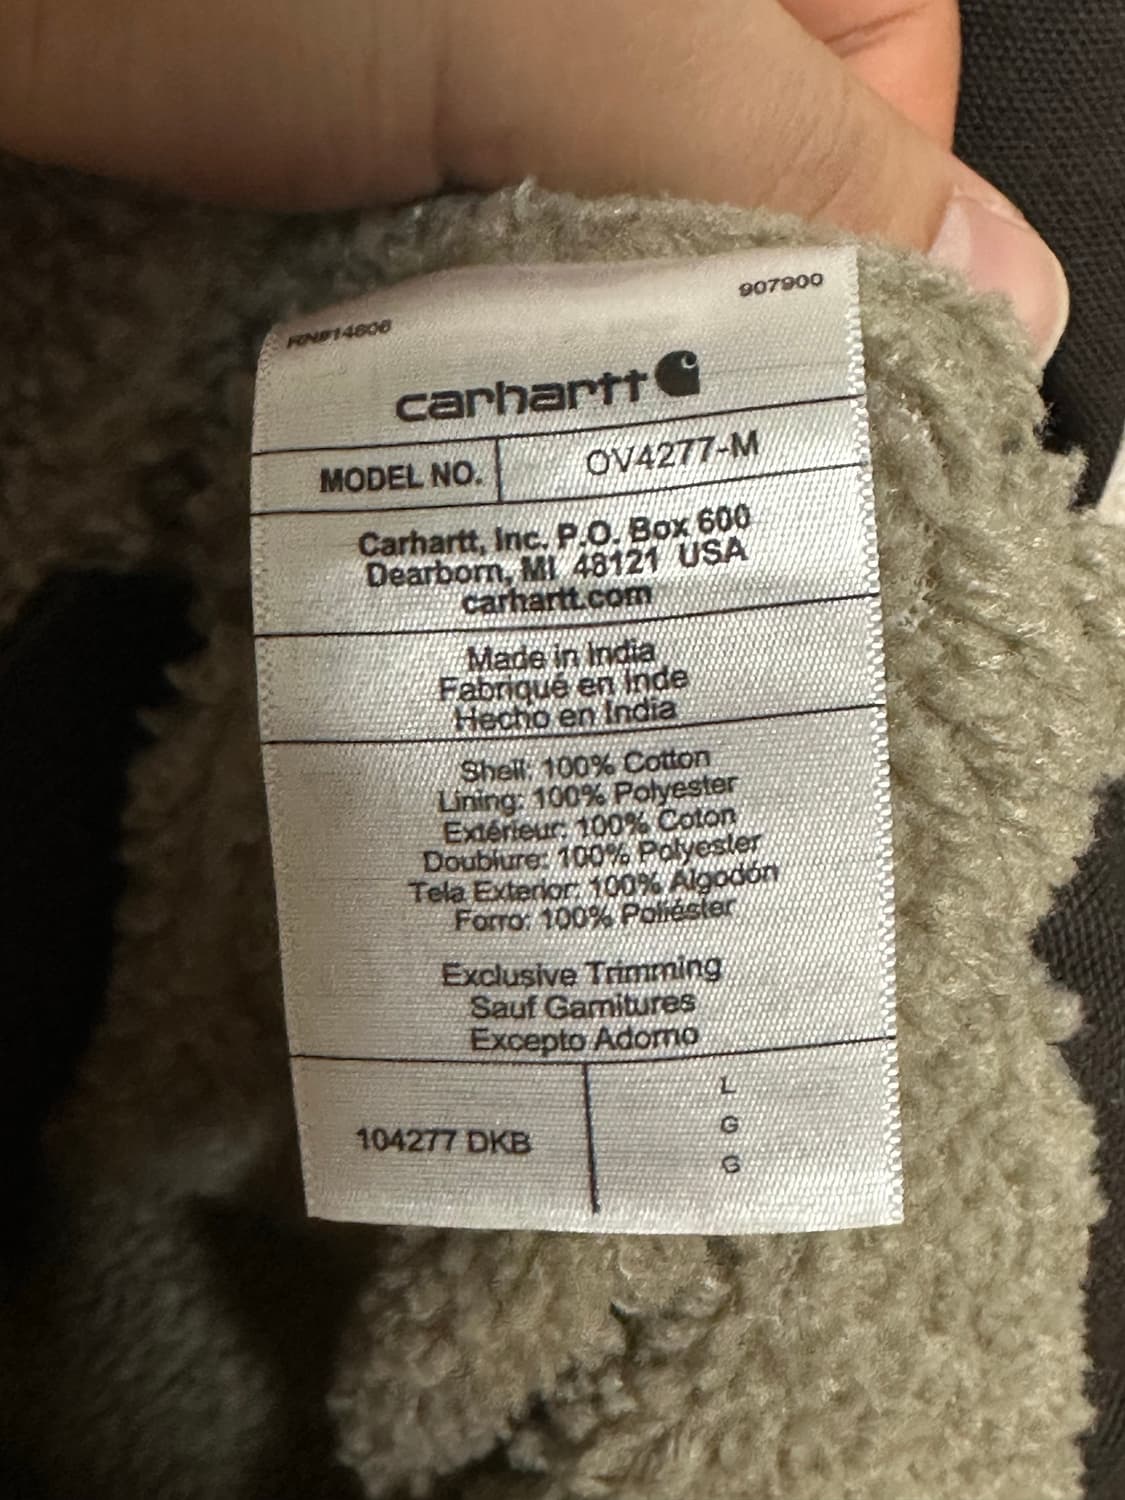 RN#14806
907900
carhartt
MODEL NO.
OV4277-M
Carhartt, Inc. P.O. Box 600
Dearborn, MI 48121 USA
carhartt.com
Made in India
Fabriqué en Inde
Hecho en India
Shell: 100% Cotton
Lining: 100% Polyester
Extérieur: 100% Coton
Doublure: 100% Polyester
Tela Exterior: 100% Algodón
Forro: 100% Poliéster
Exclusive Trimming
Sauf Garnitures
Excepto Adorno
104277 DKB
L
G
G